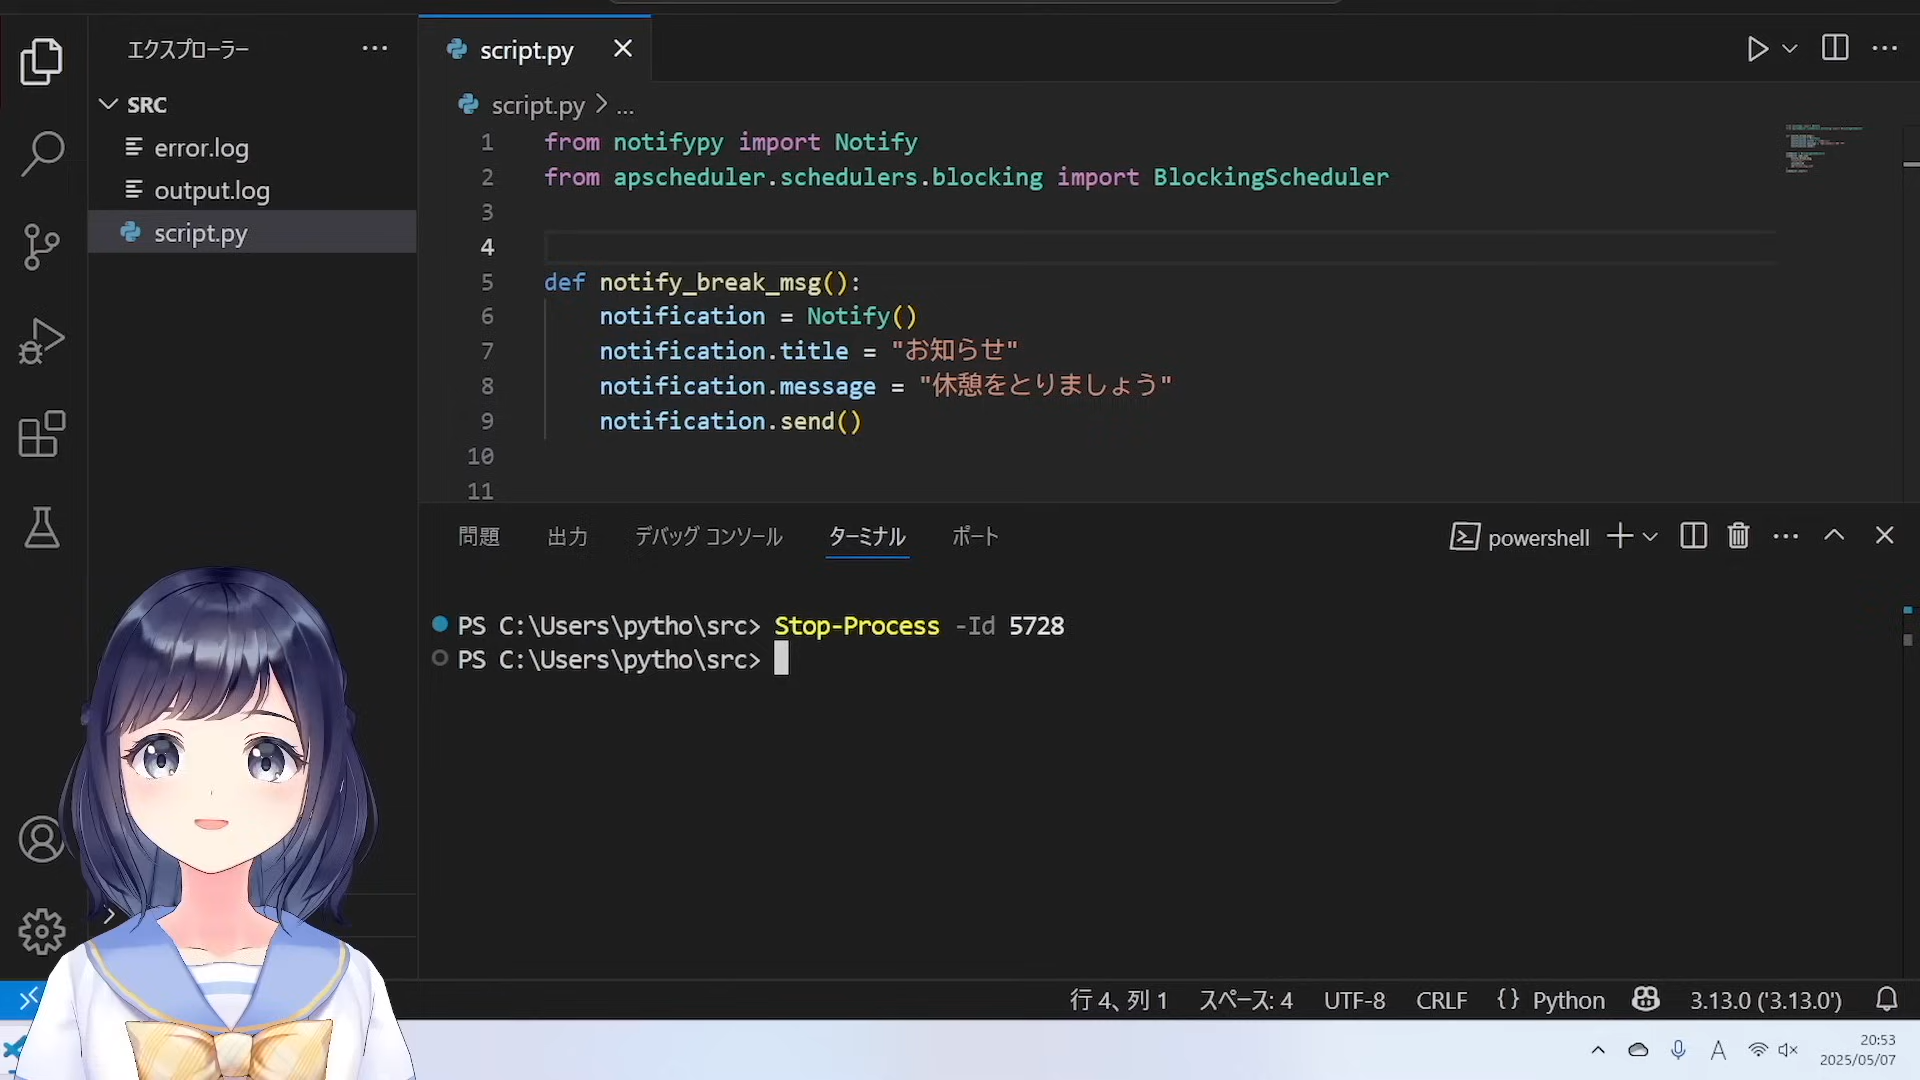 エクスプローラー
SRC
error.log
output.log
script.py
script.py
script.py > ...
1 from notifypy import Notify
2 from apscheduler.schedulers.blocking import BlockingScheduler
3
4
5 def notify_break_msg():
6 notification = Notify()
7 notification.title = "お知らせ"
8 notification.message = "休憩をとりましょう"
9 notification.send()
10
11
問題 出力 デバッグ コンソール ターミナル ポート
powershell
PS C:\Users\pytho\src> Stop-Process -Id 5728
PS C:\Users\pytho\src>
行 4、列 1 スペース: 4 UTF-8 CRLF {} Python 3.13.0 ('3.13.0')
A
20:53
2025/05/07